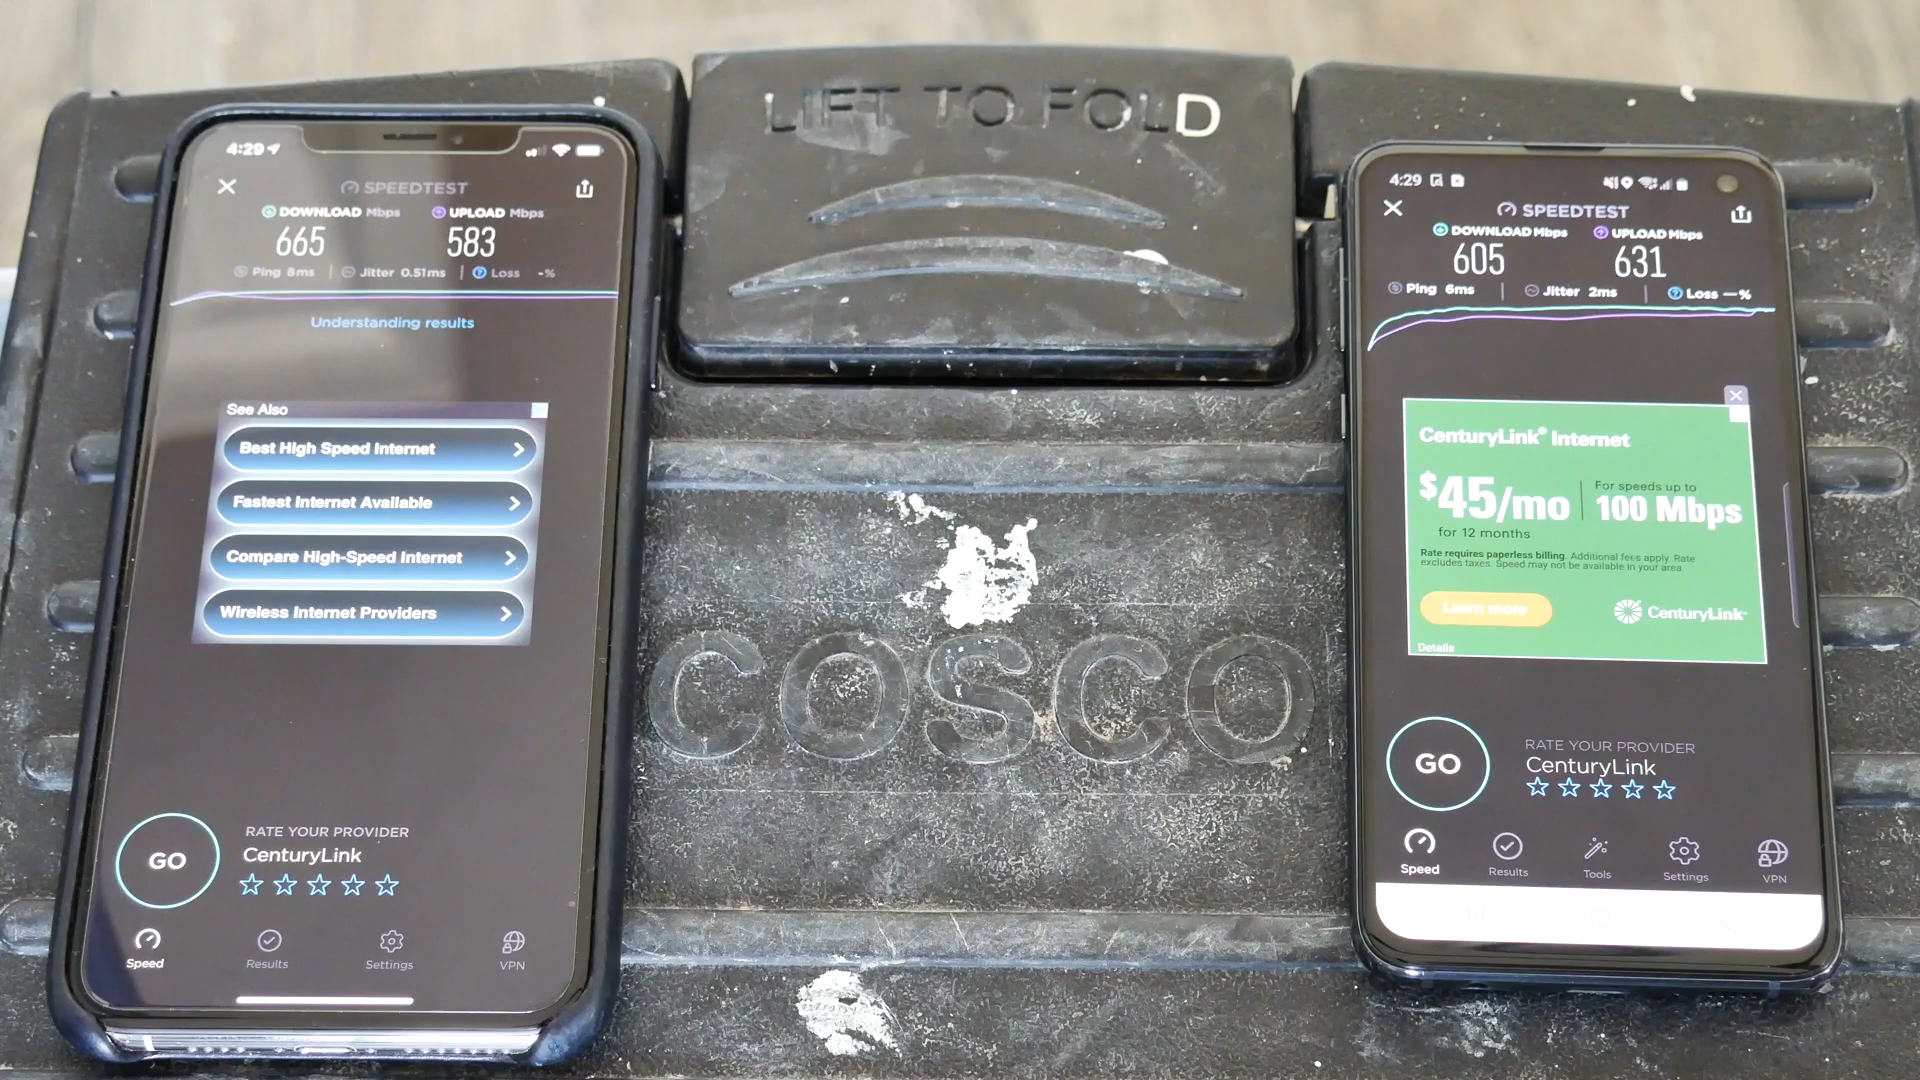 LIFT TO FOLD
4:29
SPEEDTEST
DOWNLOAD Mbps UPLOAD Mbps
665 583
Ping 8ms Jitter 0.51ms Loss -%
Understanding results
See Also
Best High Speed Internet
Fastest Internet Available
Compare High-Speed Internet
Wireless Internet Providers
GO
RATE YOUR PROVIDER
CenturyLink
Speed Results Settings VPN
COSCO
4:29
SPEEDTEST
DOWNLOAD Mbps UPLOAD Mbps
605 631
Ping 6ms Jitter 2ms Loss —%
CenturyLink® Internet
$45/mo
for 12 months
For speeds up to
100 Mbps
Rate requires paperless billing. Additional fees apply. Rate
excludes taxes. Speed may not be available in your area.
Learn more
CenturyLink™
Details
GO
RATE YOUR PROVIDER
CenturyLink
Speed Results Tools Settings VPN